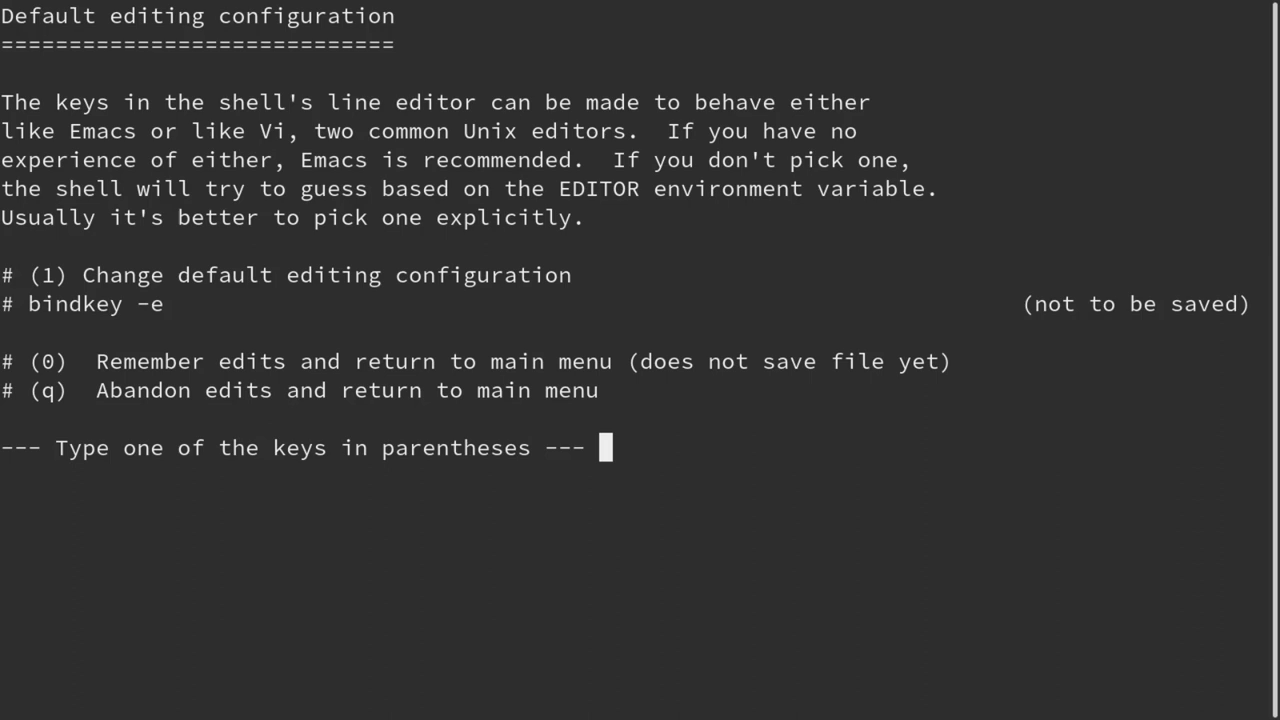 Default editing configuration
=============================
The keys in the shell's line editor can be made to behave either
like Emacs or like Vi, two common Unix editors.  If you have no
experience of either, Emacs is recommended.  If you don't pick one,
the shell will try to guess based on the EDITOR environment variable.
Usually it's better to pick one explicitly.
# (1) Change default editing configuration
# bindkey -e (not to be saved)
# (0)  Remember edits and return to main menu (does not save file yet)
# (q)  Abandon edits and return to main menu
--- Type one of the keys in parentheses ---